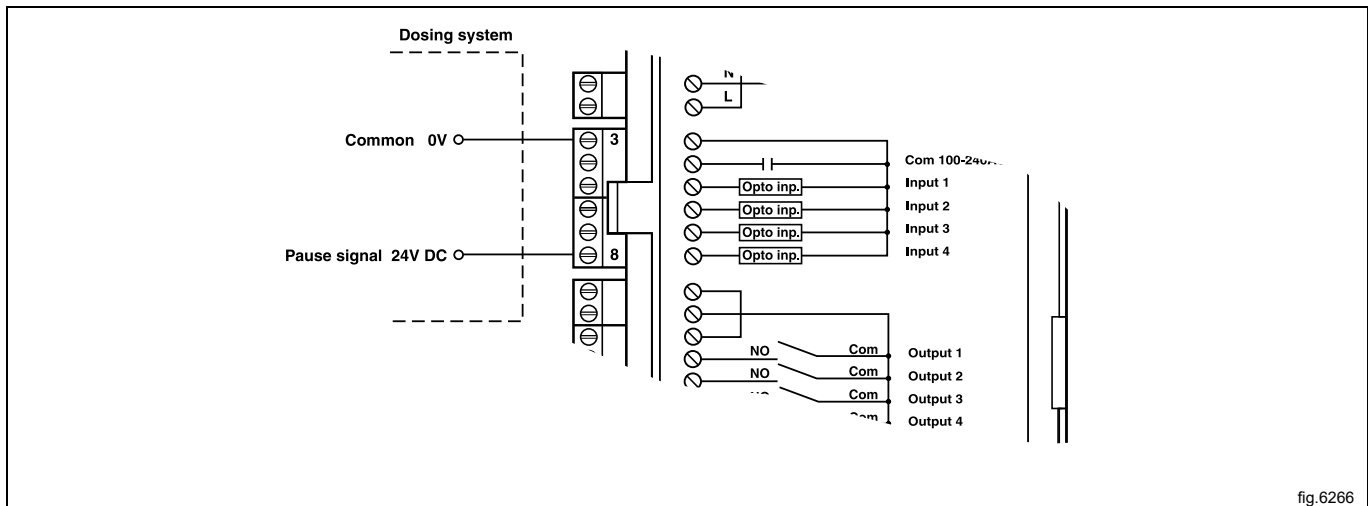 Dosing system
N
L
Common 0V
3
Com
Input 1
Opto inp.
Input 2
Opto inp.
Input 3
Opto inp.
Input 4
Opto inp.
Pause signal 24V DC
8
NO Com Output 1
NO Com Output 2
Com Output 3
Com Output 4
fig.6266